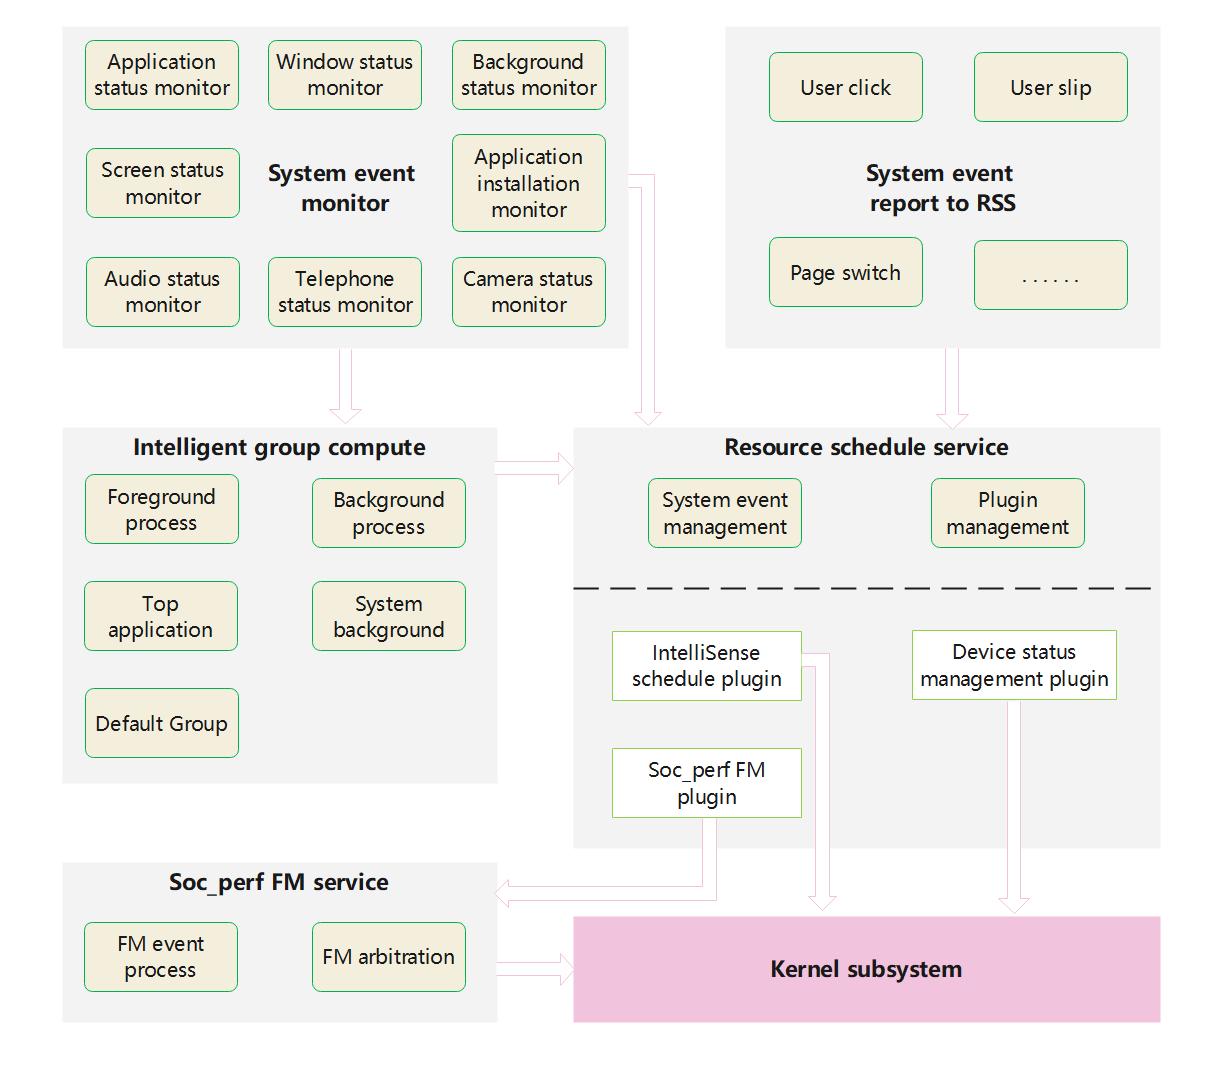 Application
status monitor
Window status
monitor
Background
status monitor
Screen status
monitor
System event
monitor
Application
installation
monitor
Audio status
monitor
Telephone
status monitor
Camera status
monitor
User click
User slip
System event
report to RSS
Page switch
. . . . . .
Intelligent group compute
Foreground
process
Background
process
Top
application
System
background
Default Group
Resource schedule service
System event
management
Plugin
management
IntelliSense
schedule plugin
Device status
management plugin
Soc_perf FM
plugin
Soc_perf FM service
FM event
process
FM arbitration
Kernel subsystem